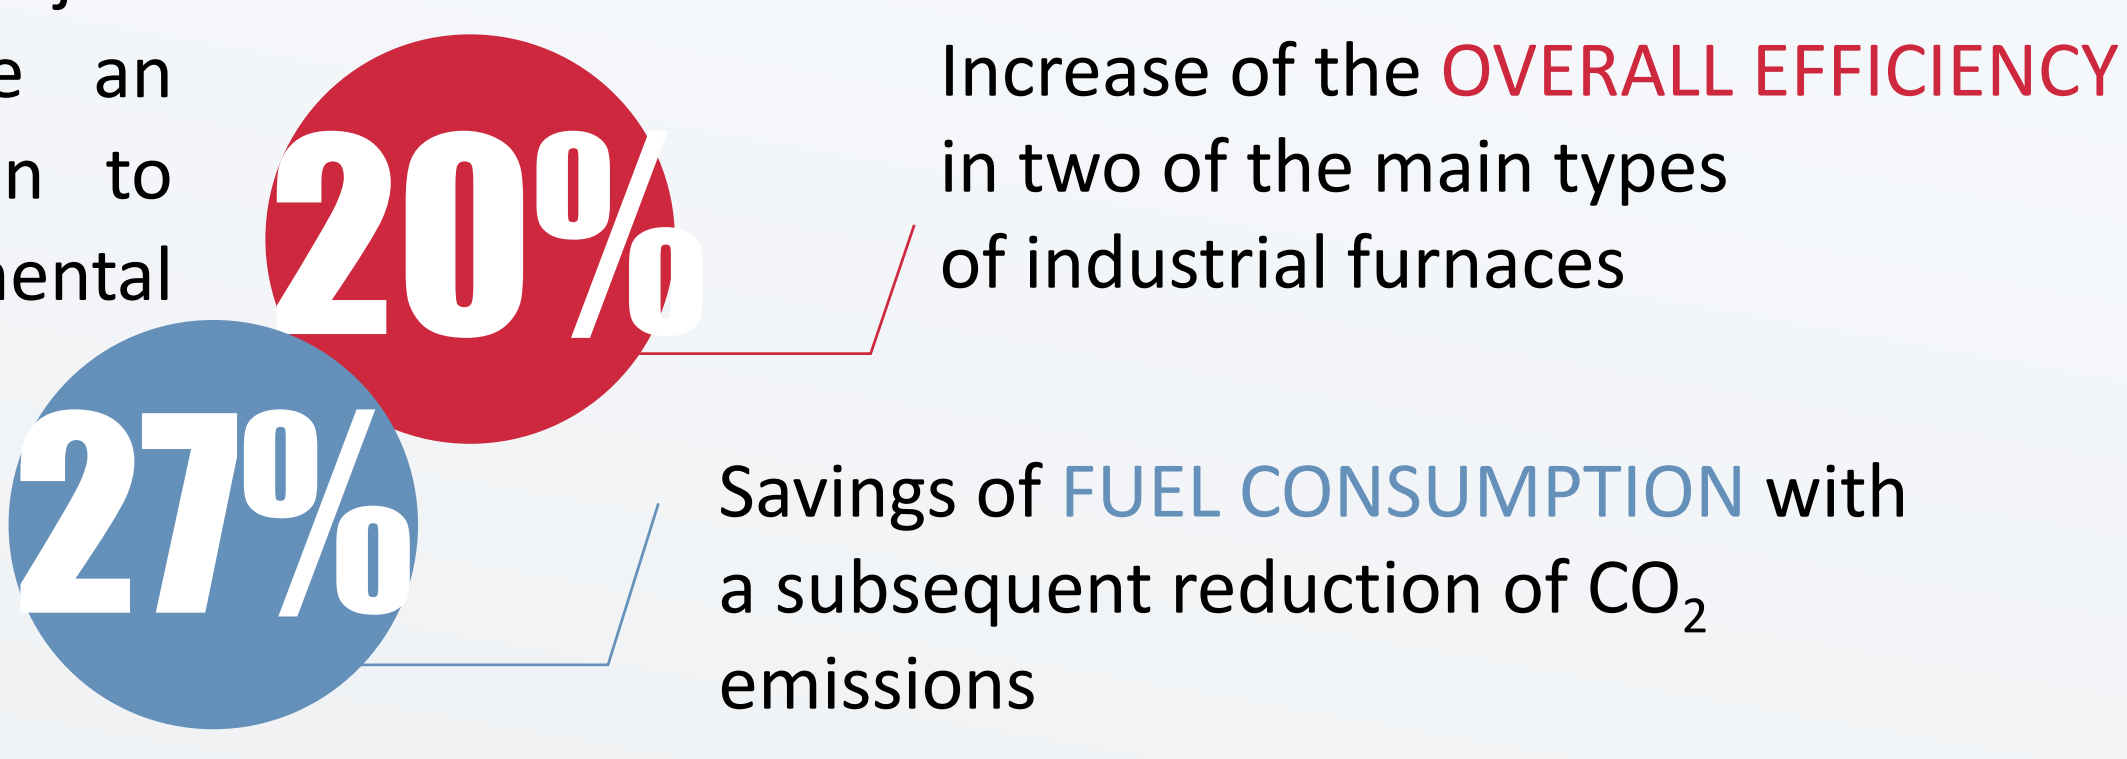 an
to
20%
Increase of the OVERALL EFFICIENCY
in two of the main types
of industrial furnaces
27%
Savings of FUEL CONSUMPTION with
a subsequent reduction of CO₂
emissions